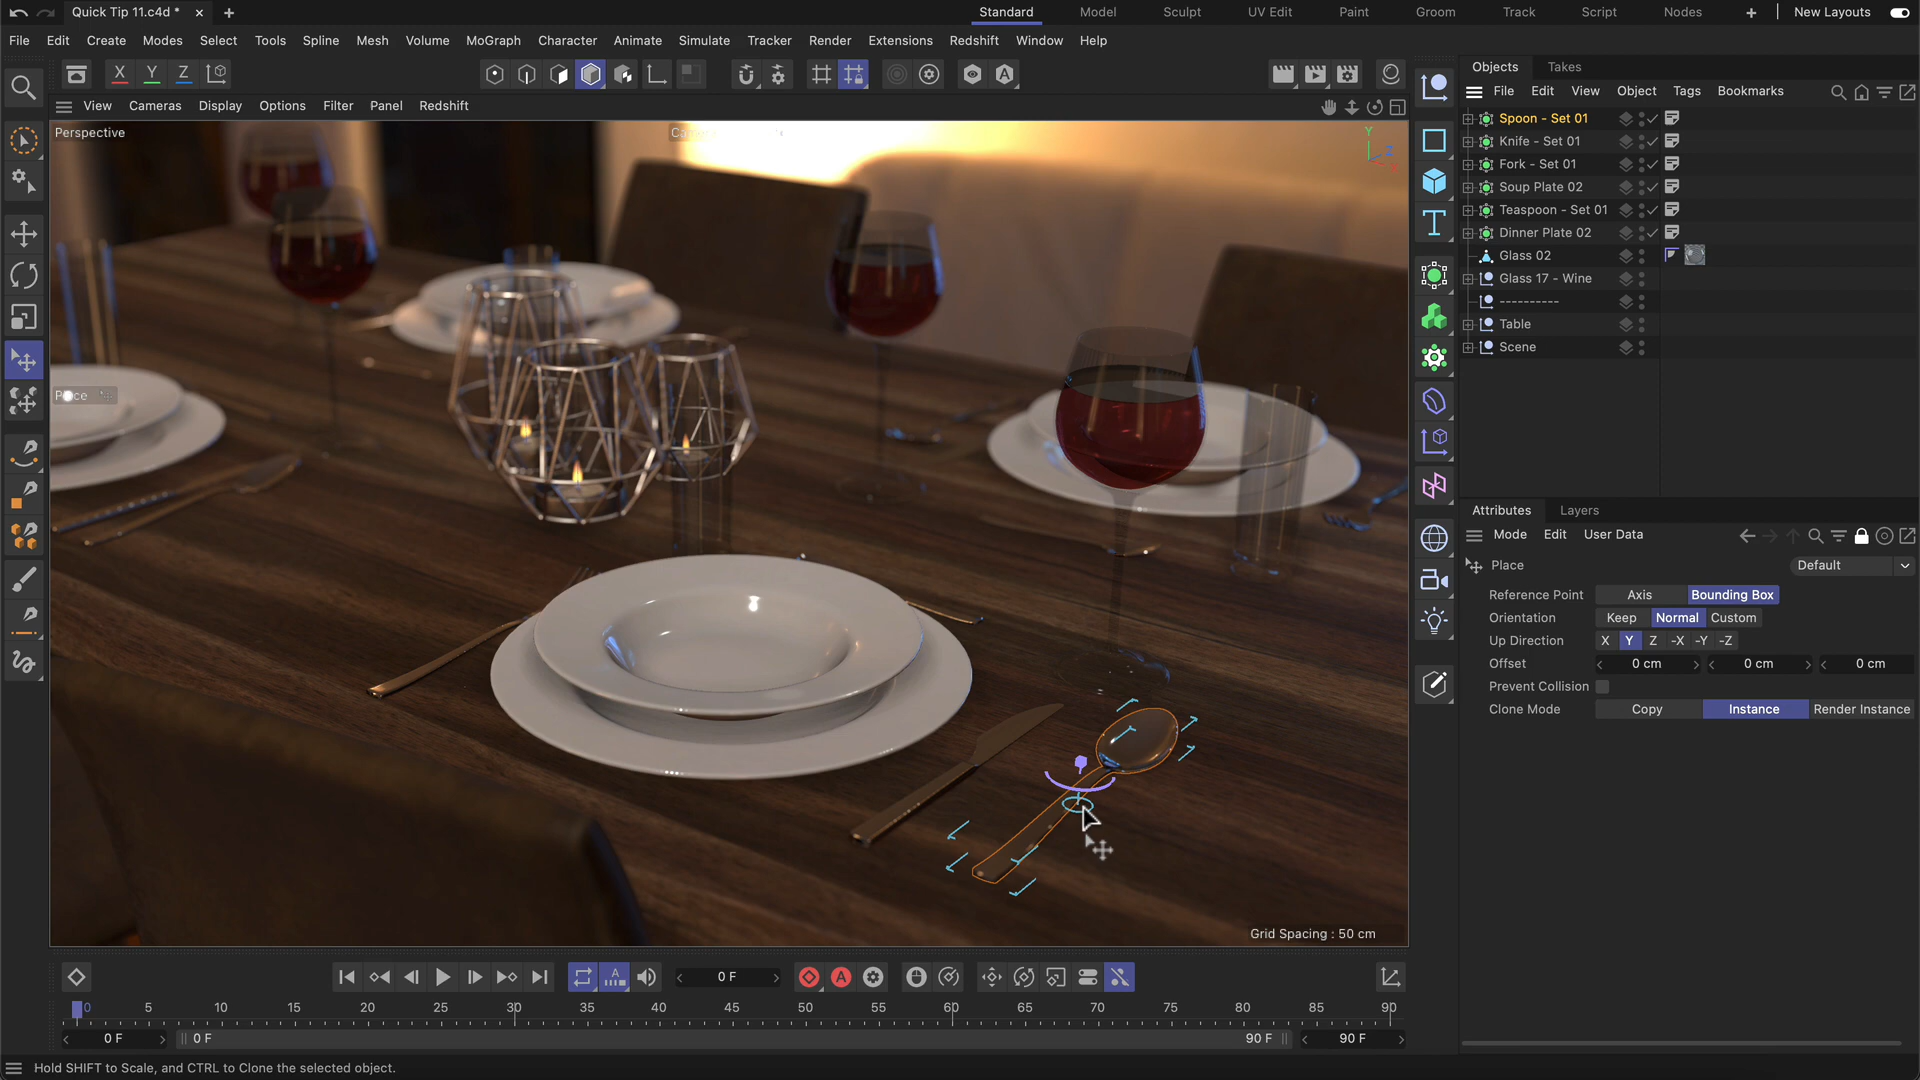 Quick Tip 11.c4d *
Standard Model Sculpt UV Edit Paint Groom Track Script Nodes New Layouts
File Edit Create Modes Select Tools Spline Mesh Volume MoGraph Character Animate Simulate Tracker Render Extensions Redshift Window Help
X Y Z
View Cameras Display Options Filter Panel Redshift
Perspective
Y
Z
Grid Spacing : 50 cm
Objects Takes
File Edit View Object Tags Bookmarks
Spoon - Set 01
Knife - Set 01
Fork - Set 01
Soup Plate 02
Teaspoon - Set 01
Dinner Plate 02
Glass 02
Glass 17 - Wine
----------
Table
Scene
Attributes Layers
Mode Edit User Data
Place Default
Reference Point Axis Bounding Box
Orientation Keep Normal Custom
Up Direction X Y Z -X -Y -Z
Offset 0 cm 0 cm 0 cm
Prevent Collision
Clone Mode Copy Instance Render Instance
0 F
0 5 10 15 20 25 30 35 40 45 50 55 60 65 70 75 80 85 90
0 F 0 F 90 F 90 F
Hold SHIFT to Scale, and CTRL to Clone the selected object.